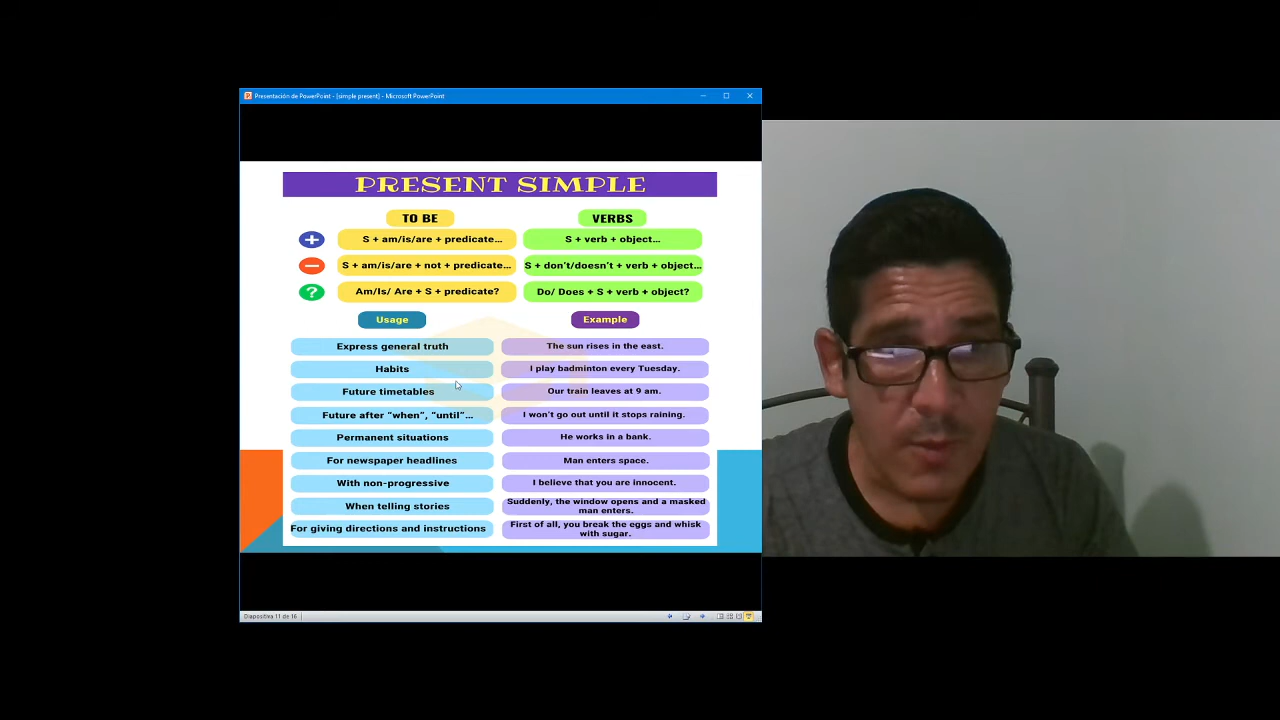 Presentación de PowerPoint - [simple present] - Microsoft PowerPoint
PRESENT SIMPLE
TO BE
VERBS
S + am/is/are + predicate...
S + verb + object...
S + am/is/are + not + predicate...
S + don't/doesn't + verb + object...
?
Am/Is/ Are + S + predicate?
Do/ Does + S + verb + object?
Usage
Example
Express general truth
The sun rises in the east.
Habits
I play badminton every Tuesday.
Future timetables
Our train leaves at 9 am.
Future after "when", "until"...
I won't go out until it stops raining.
Permanent situations
He works in a bank.
For newspaper headlines
Man enters space.
With non-progressive
I believe that you are innocent.
When telling stories
Suddenly, the window opens and a masked
man enters.
For giving directions and instructions
First of all, you break the eggs and whisk
with sugar.
Diapositiva 11 de 16